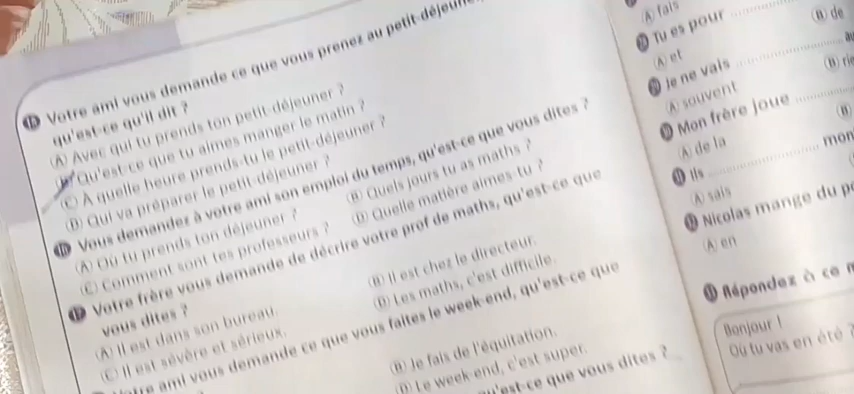 15 Votre ami vous demande ce que vous prenez au petit-déjeuner
qu'est-ce qu'il dit ?
A Avec qui tu prends ton petit-déjeuner ?
B Qu'est-ce que tu aimes manger le matin ?
C À quelle heure prends-tu le petit-déjeuner ?
D Qui va préparer le petit-déjeuner ?
16 Vous demandez à votre ami son emploi du temps, qu'est-ce que vous dites ?
A Où tu prends ton déjeuner ?
B Quels jours tu as maths ?
C Comment sont tes professeurs ?
D Quelle matière aimes-tu ?
17 Votre frère vous demande de décrire votre prof de maths, qu'est-ce que
vous dites ?
A Il est dans son bureau.
B Il est chez le directeur.
C Il est sévère et sérieux.
D Les maths, c'est difficile.
ami vous demande ce que vous faites le week-end, qu'est-ce que
B Je fais de l'équitation.
D Le week-end, c'est super.
qu'est-ce que vous dites ?
A fais
B de
Tu es pour
A et
au
Je ne vais
B rie
A souvent
Mon frère joue
A de la
Ils
mon
A sais
Nicolas mange du p
A en
Répondez à ce m
Bonjour !
Où tu vas en été ?